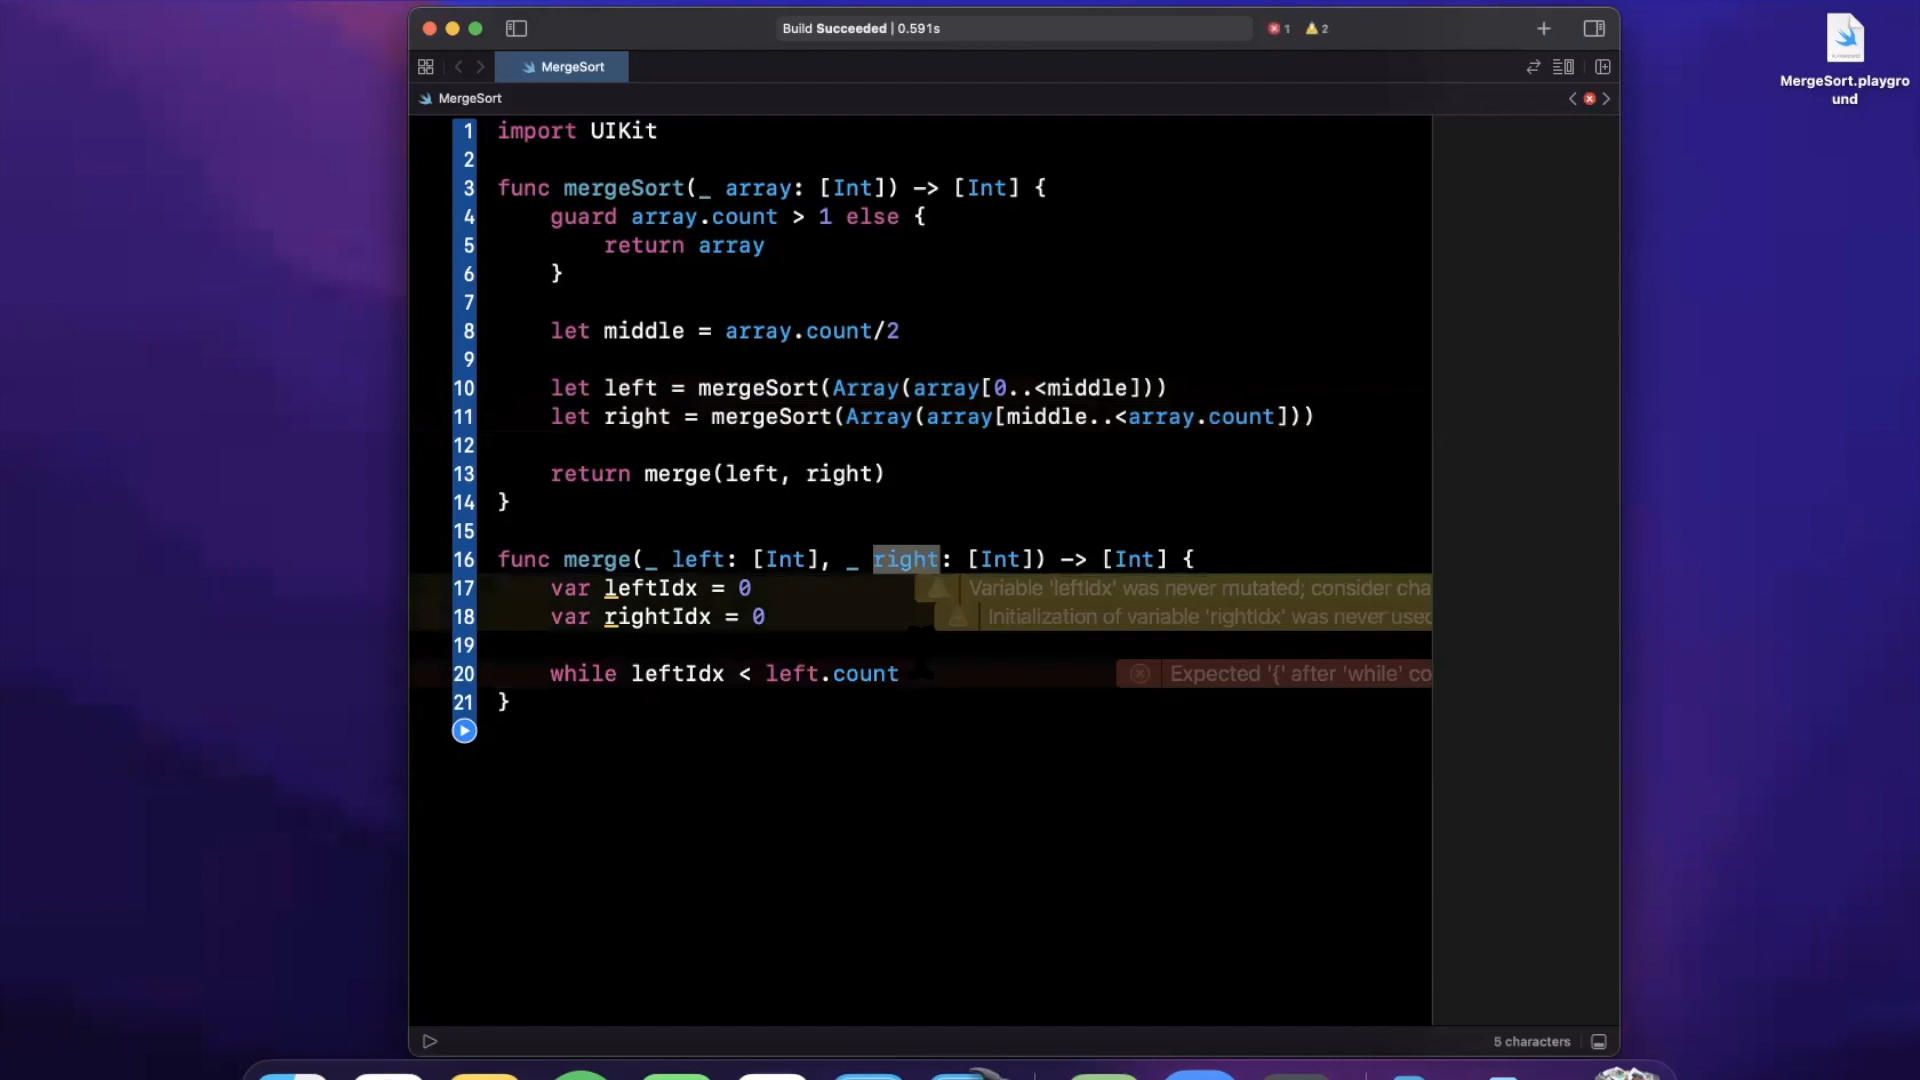 Build Succeeded | 0.591s
1
2
MergeSort
MergeSort
MergeSort.playgro
und
1 import UIKit
2
3 func mergeSort(_ array: [Int]) -> [Int] {
4 guard array.count > 1 else {
5 return array
6 }
7
8 let middle = array.count/2
9
10 let left = mergeSort(Array(array[0..<middle]))
11 let right = mergeSort(Array(array[middle..<array.count]))
12
13 return merge(left, right)
14 }
15
16 func merge(_ left: [Int], _ right: [Int]) -> [Int] {
17 var leftIdx = 0 Variable 'leftIdx' was never mutated; consider cha
18 var rightIdx = 0 Initialization of variable 'rightIdx' was never used
19
20 while leftIdx < left.count Expected '{' after 'while' co
21 }
5 characters